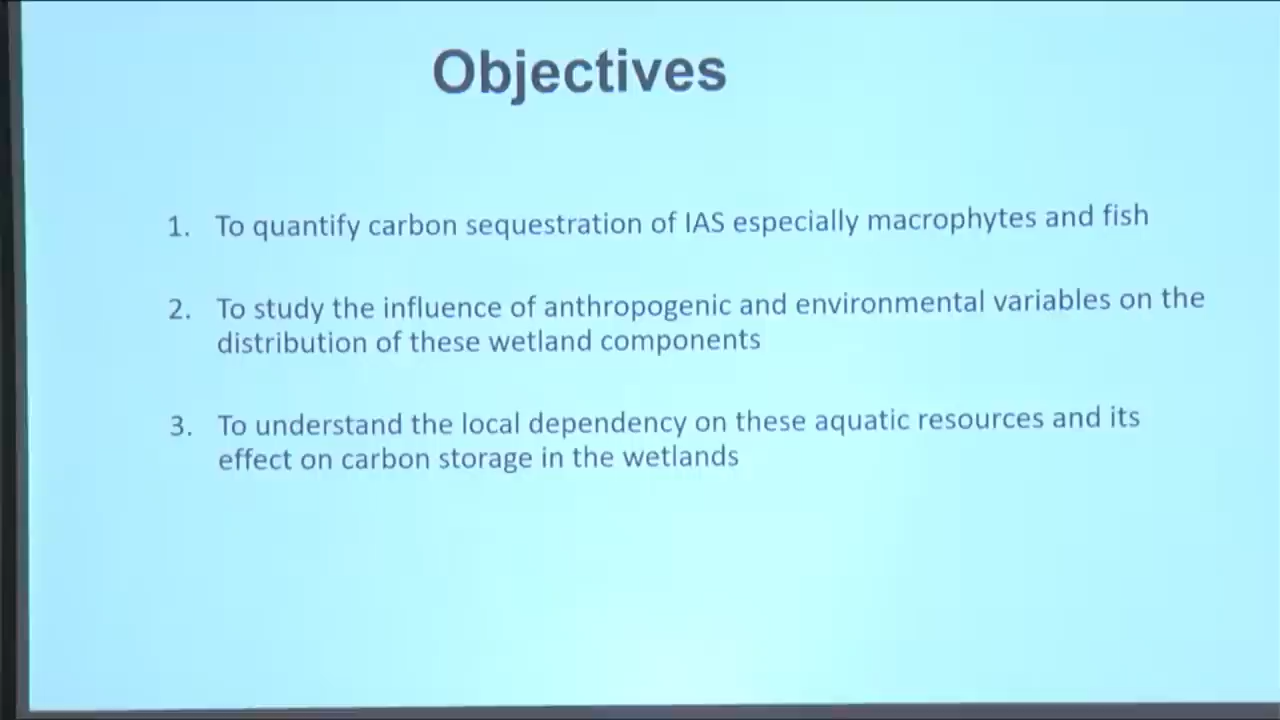 Objectives
1. To quantify carbon sequestration of IAS especially macrophytes and fish
2. To study the influence of anthropogenic and environmental variables on the
distribution of these wetland components
3. To understand the local dependency on these aquatic resources and its
effect on carbon storage in the wetlands